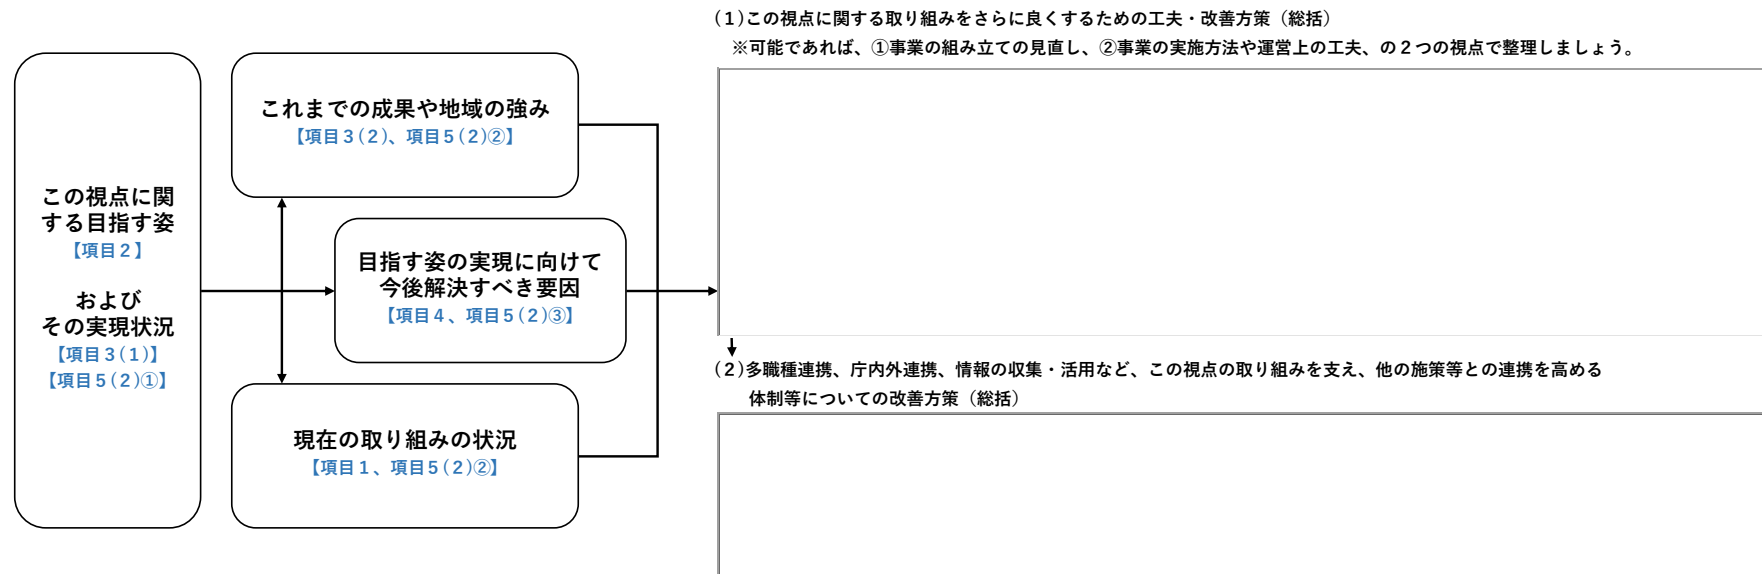 この視点に関
する目指す姿
【項目２】
および
その実現状況
【項目３(１)】
【項目５(２)①】
これまでの成果や地域の強み
【項目３(２)、項目５(２)②】
目指す姿の実現に向けて
今後解決すべき要因
【項目４、項目５(２)③】
現在の取り組みの状況
【項目１、項目５(２)②】
(１)この視点に関する取り組みをさらに良くするための工夫・改善方策（総括）
※可能であれば、①事業の組み立ての見直し、②事業の実施方法や運営上の工夫、の２つの視点で整理しましょう。
(２)多職種連携、庁内外連携、情報の収集・活用など、この視点の取り組みを支え、他の施策等との連携を高める
体制等についての改善方策（総括）